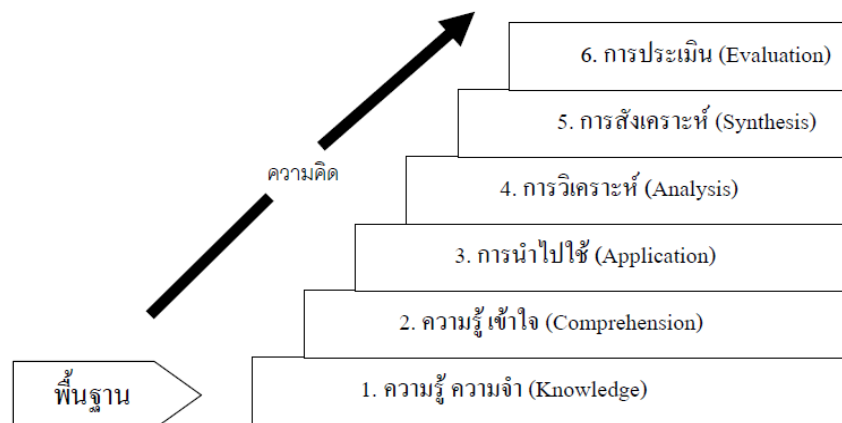 6. การประเมิน (Evaluation)
5. การสังเคราะห์ (Synthesis)
ความคิด
4. การวิเคราะห์ (Analysis)
3. การนำไปใช้ (Application)
2. ความรู้ เข้าใจ (Comprehension)
พื้นฐาน
1. ความรู้ ความจำ (Knowledge)